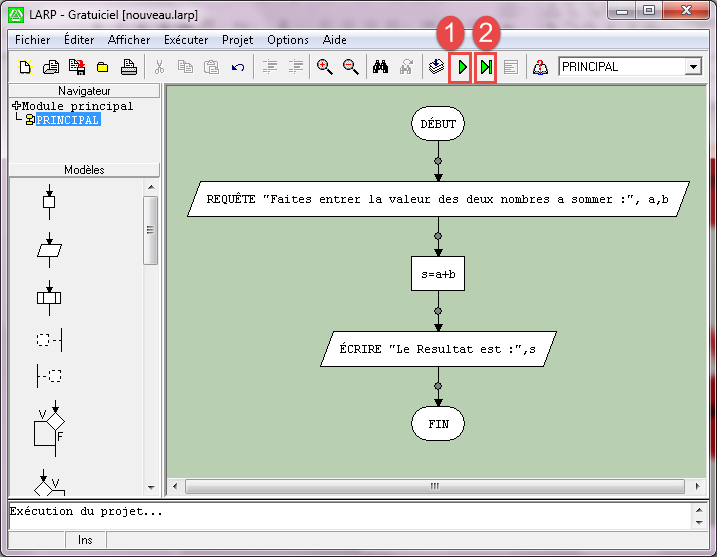 LARP - Gratuiciel [nouveau.larp]
1 2
Fichier Éditer Afficher Exécuter Projet Options Aide
PRINCIPAL
Navigateur
Module principal
PRINCIPAL
Modèles
V
F
V
DÉBUT
REQUÊTE "Faites entrer la valeur des deux nombres a sommer :", a,b
s=a+b
ÉCRIRE "Le Resultat est :",s
FIN
Exécution du projet...
Ins